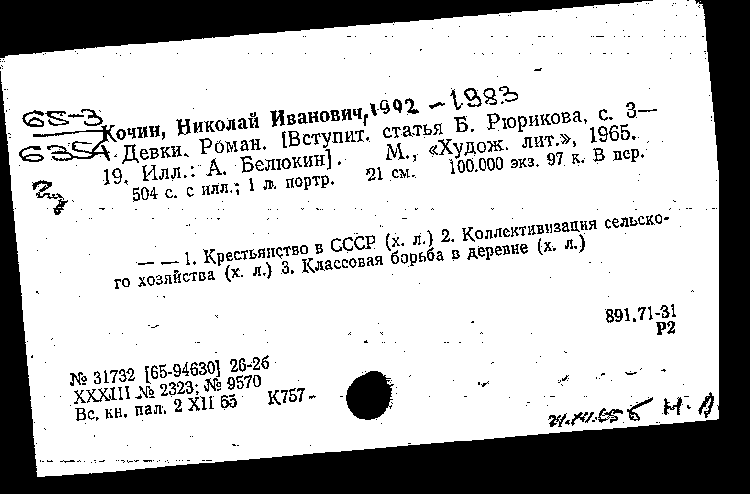 65-3
Кочин, Николай Иванович, 1902 - 1983
635
Девки. Роман. [Вступит. статья Б. Рюрикова, с. 3—
19. Илл.: А. Белюкин]. М., «Худож. лит.», 1965.
504 с. с илл.; 1 л. портр. 21 см. 100.000 экз. 97 к. В пер.
— — 1. Крестьянство в СССР (х. л.) 2. Коллективизация сельско-
го хозяйства (х. л.) 3. Классовая борьба в деревне (х. л.)
891.71-31
Р2
№ 31732 [65-94630] 26-26
XXXIII № 2323; № 9570
Вс. кн. пал. 2 XII 65 К757-